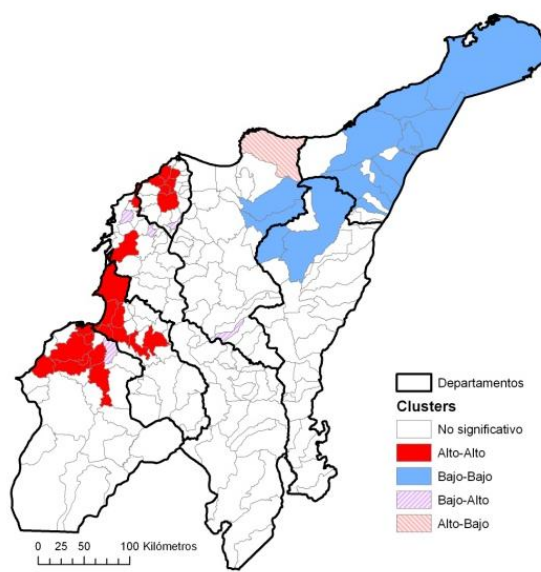 Departamentos
Clusters
No significativo
Alto-Alto
Bajo-Bajo
Bajo-Alto
Alto-Bajo
0 25 50 100 Kilómetros